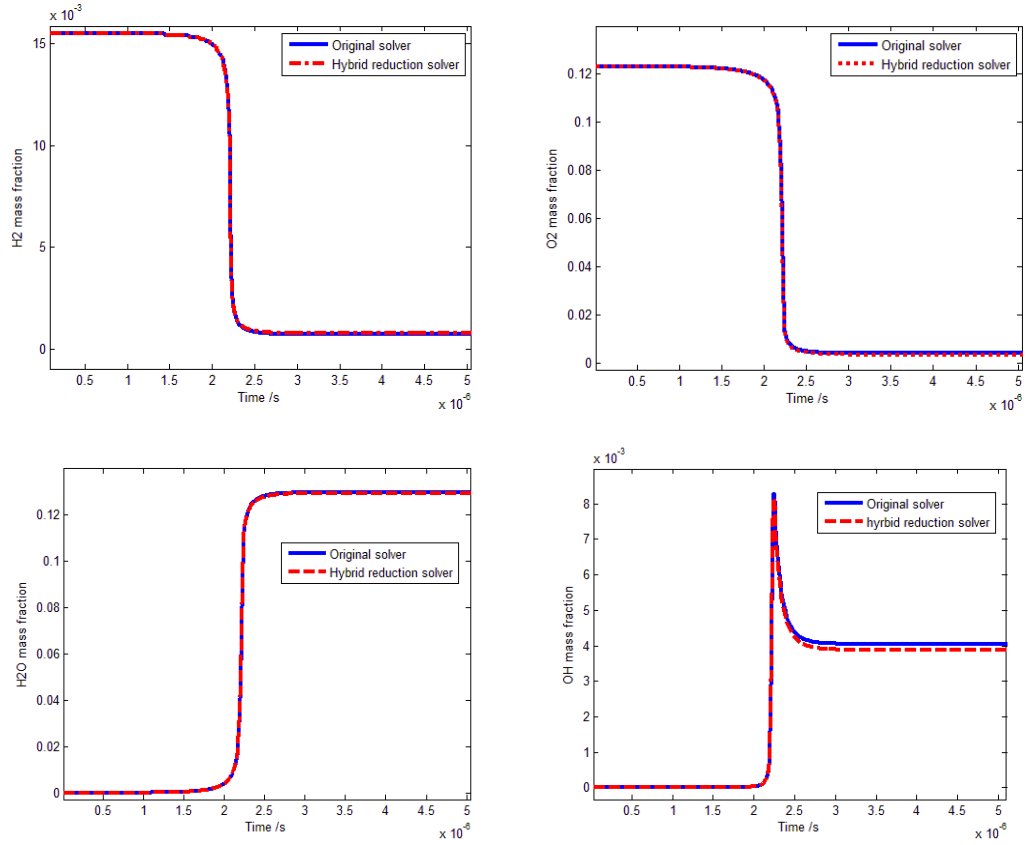 x 10⁻³
15
10
5
0
H2 mass fraction
Original solver
Hybrid reduction solver
0.5 1 1.5 2 2.5 3 3.5 4 4.5 5
Time /s
x 10⁻⁶
0.12
0.1
0.08
0.06
0.04
0.02
0
O2 mass fraction
Original solver
Hybrid reduction solver
0.5 1 1.5 2 2.5 3 3.5 4 4.5 5
Time /s
x 10⁻⁶
0.12
0.1
0.08
0.06
0.04
0.02
0
H2O mass fraction
Original solver
Hybrid reduction solver
0.5 1 1.5 2 2.5 3 3.5 4 4.5 5
Time /s
x 10⁻⁶
x 10⁻³
8
7
6
5
4
3
2
1
0
OH mass fraction
Original solver
hyrbid reduction solver
0.5 1 1.5 2 2.5 3 3.5 4 4.5 5
Time /s
x 10⁻⁶